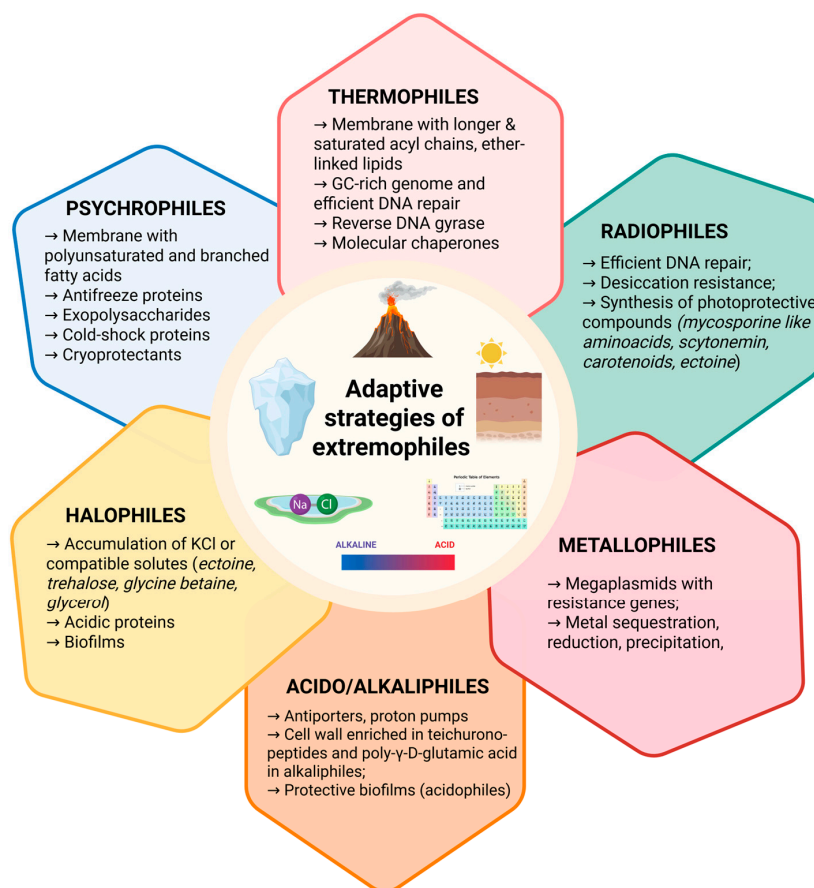 THERMOPHILES
→ Membrane with longer &
saturated acyl chains, ether-
linked lipids
→ GC-rich genome and
efficient DNA repair
→ Reverse DNA gyrase
→ Molecular chaperones
PSYCHROPHILES
→ Membrane with
polyunsaturated and branched
fatty acids
→ Antifreeze proteins
→ Exopolysaccharides
→ Cold-shock proteins
→ Cryoprotectants
RADIOPHILES
→ Efficient DNA repair;
→ Desiccation resistance;
→ Synthesis of photoprotective
compounds (mycosporine like
aminoacids, scytonemin,
carotenoids, ectoine)
Adaptive
strategies of
extremophiles
Na Cl
Periodic Table of Elements
ALKALINE ACID
HALOPHILES
→ Accumulation of KCl or
compatible solutes (ectoine,
trehalose, glycine betaine,
glycerol)
→ Acidic proteins
→ Biofilms
METALLOPHILES
→ Megaplasmids with
resistance genes;
→ Metal sequestration,
reduction, precipitation,
ACIDO/ALKALIPHILES
→ Antiporters, proton pumps
→ Cell wall enriched in teichurono-
peptides and poly-γ-D-glutamic acid
in alkaliphiles;
→ Protective biofilms (acidophiles)